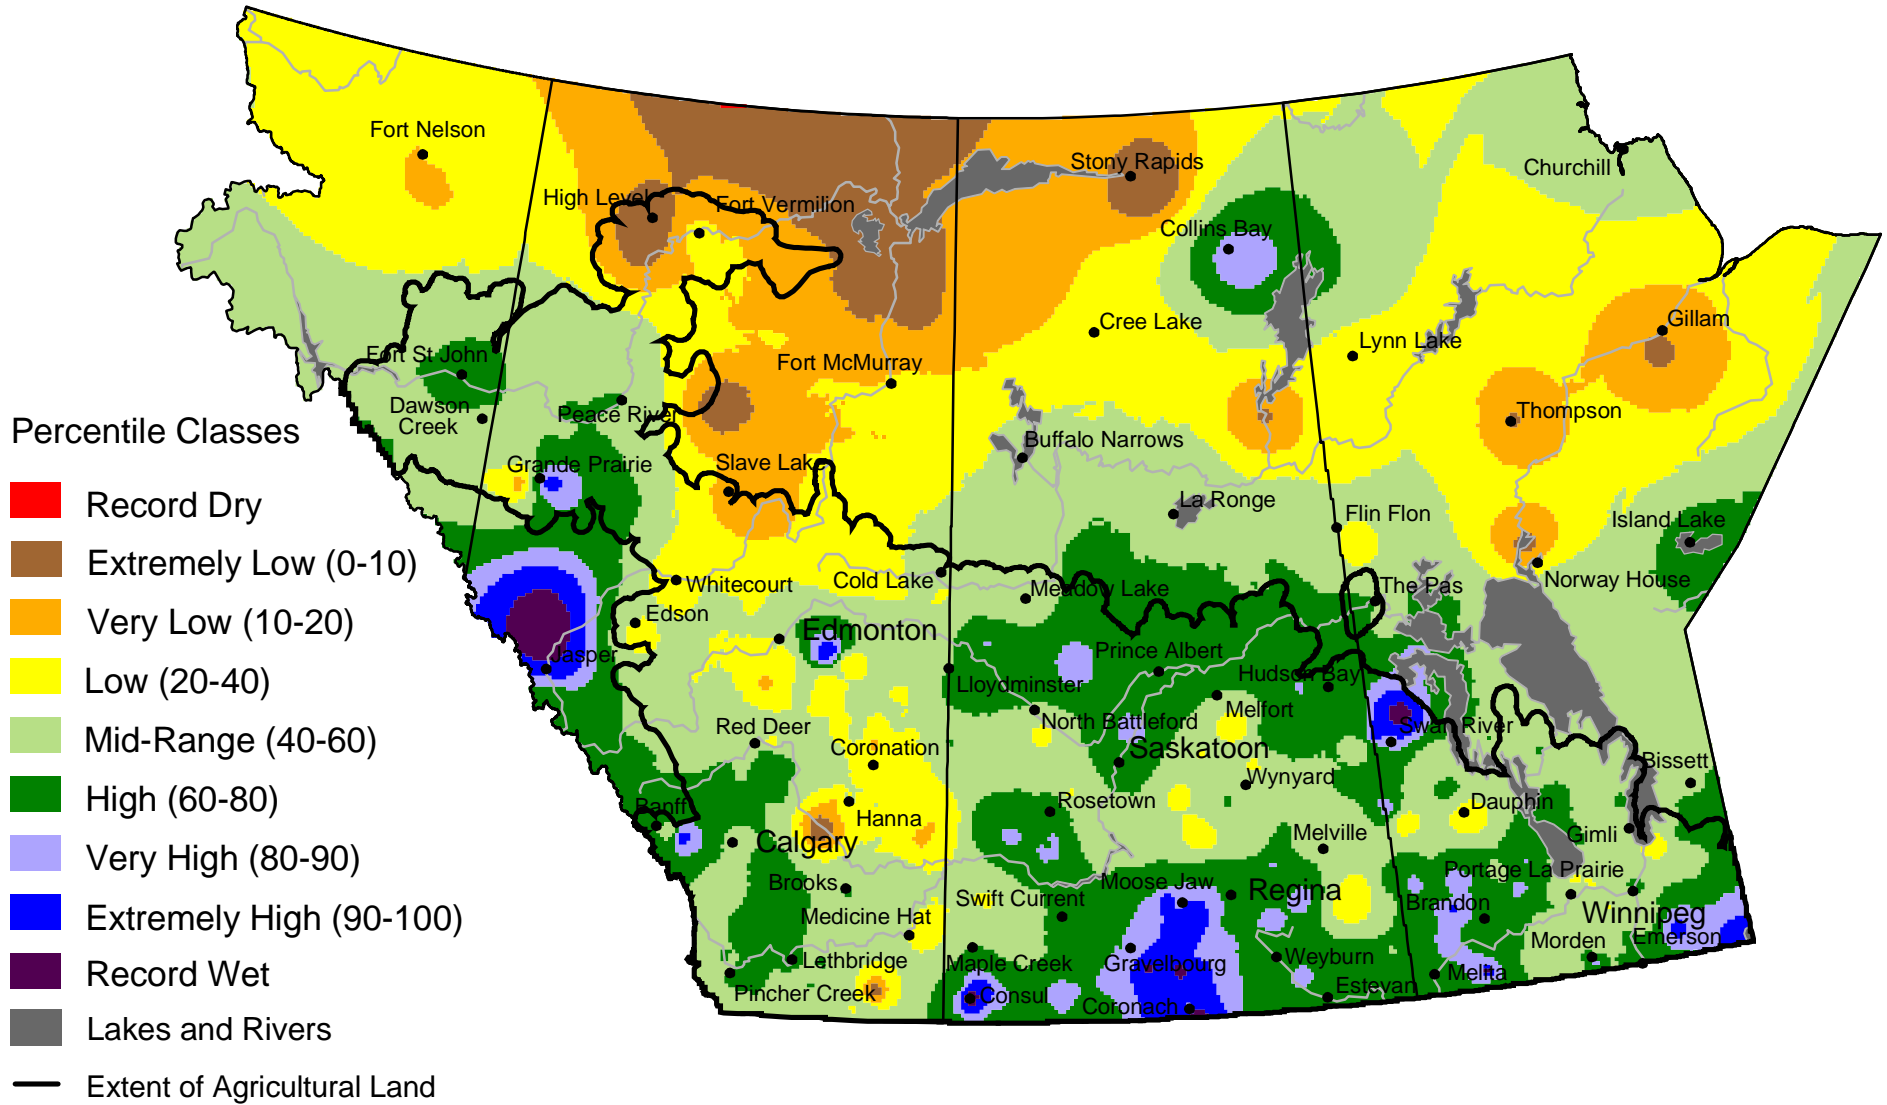 Fort Nelson
High Level
Fort Vermilion
Stony Rapids
Churchill
Collins Bay
Cree Lake
Lynn Lake
Gillam
Fort St John
Fort McMurray
Dawson
Creek
Peace River
Thompson
Buffalo Narrows
Grande Prairie
Slave Lake
La Ronge
Flin Flon
Island Lake
Whitecourt
Cold Lake
Meadow Lake
The Pas
Norway House
Edson
Edmonton
Jasper
Prince Albert
Hudson Bay
Lloydminster
North Battleford
Melfort
Swan River
Red Deer
Coronation
Saskatoon
Wynyard
Bissett
Banff
Hanna
Rosetown
Dauphin
Calgary
Melville
Gimli
Brooks
Moose Jaw
Regina
Portage La Prairie
Medicine Hat
Swift Current
Brandon
Winnipeg
Morden
Emerson
Lethbridge
Maple Creek
Gravelbourg
Weyburn
Melita
Pincher Creek
Consul
Coronach
Estevan
Percentile Classes
Record Dry
Extremely Low (0-10)
Very Low (10-20)
Low (20-40)
Mid-Range (40-60)
High (60-80)
Very High (80-90)
Extremely High (90-100)
Record Wet
Lakes and Rivers
Extent of Agricultural Land